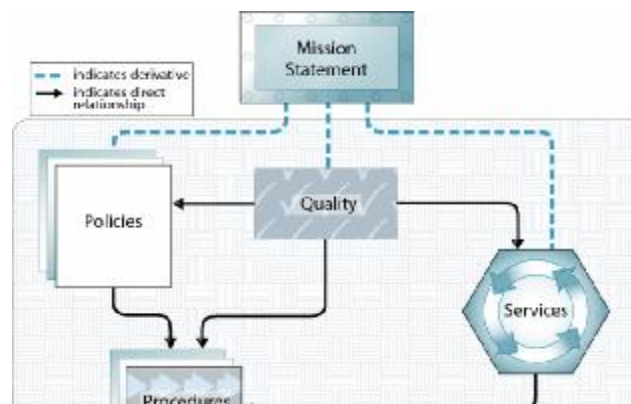 Mission
Statement
indicates derivative
indicates direct
relationship
Policies
Quality
Services
Procedures